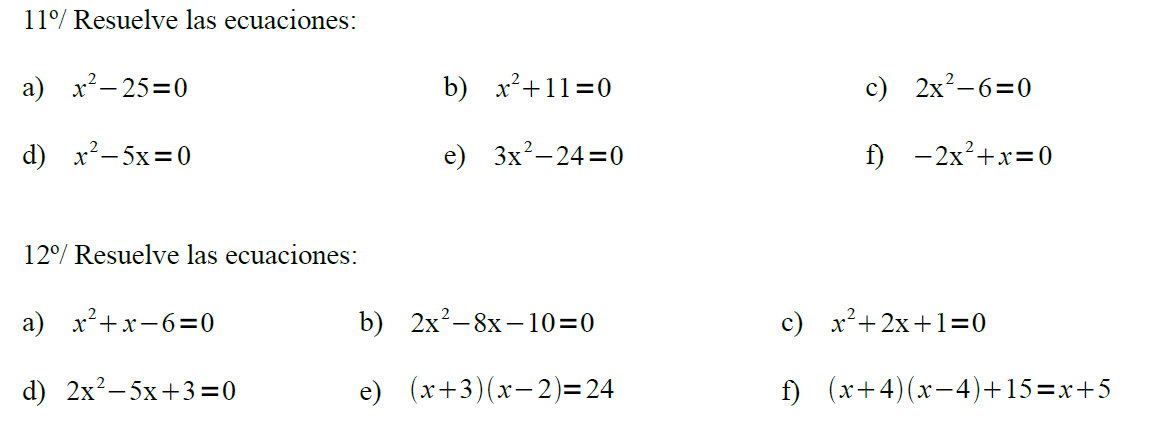 11º/ Resuelve las ecuaciones:
a) x²−25=0 b) x²+11=0 c) 2x²−6=0
d) x²−5x=0 e) 3x²−24=0 f) −2x²+x=0
12º/ Resuelve las ecuaciones:
a) x²+x−6=0 b) 2x²−8x−10=0 c) x²+2x+1=0
d) 2x²−5x+3=0 e) (x+3)(x−2)=24 f) (x+4)(x−4)+15=x+5